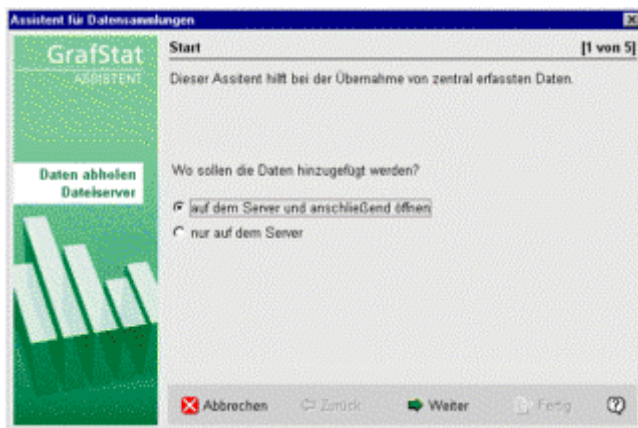 Assistent für Datensammlungen
GrafStat
ASSISTENT
Start
[1 von 5]
Dieser Assitent hilft bei der Übernahme von zentral erfassten Daten.
Daten abholen
Dateiserver
Wo sollen die Daten hinzugefügt werden?
auf dem Server und anschließend öffnen
nur auf dem Server
Abbrechen
Zurück
Weiter
Fertig